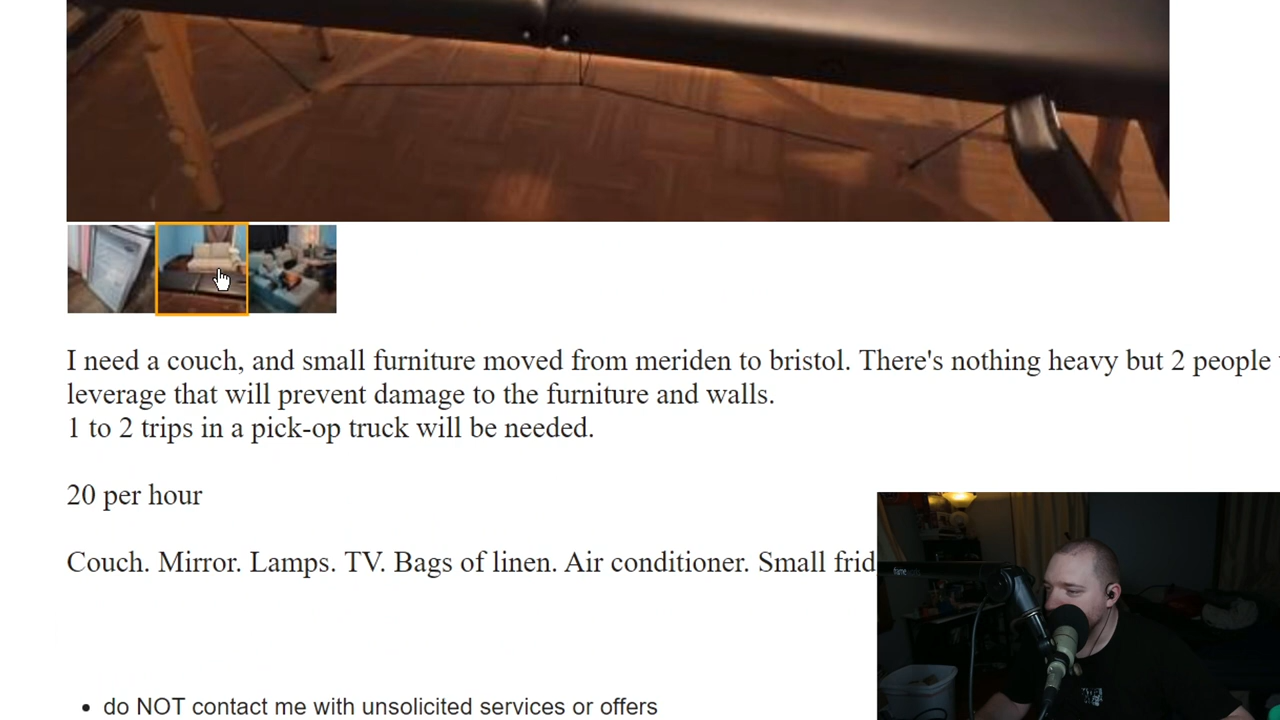 I need a couch, and small furniture moved from meriden to bristol. There's nothing heavy but 2 people
leverage that will prevent damage to the furniture and walls.
1 to 2 trips in a pick-op truck will be needed.
20 per hour
Couch. Mirror. Lamps. TV. Bags of linen. Air conditioner. Small frid
• do NOT contact me with unsolicited services or offers